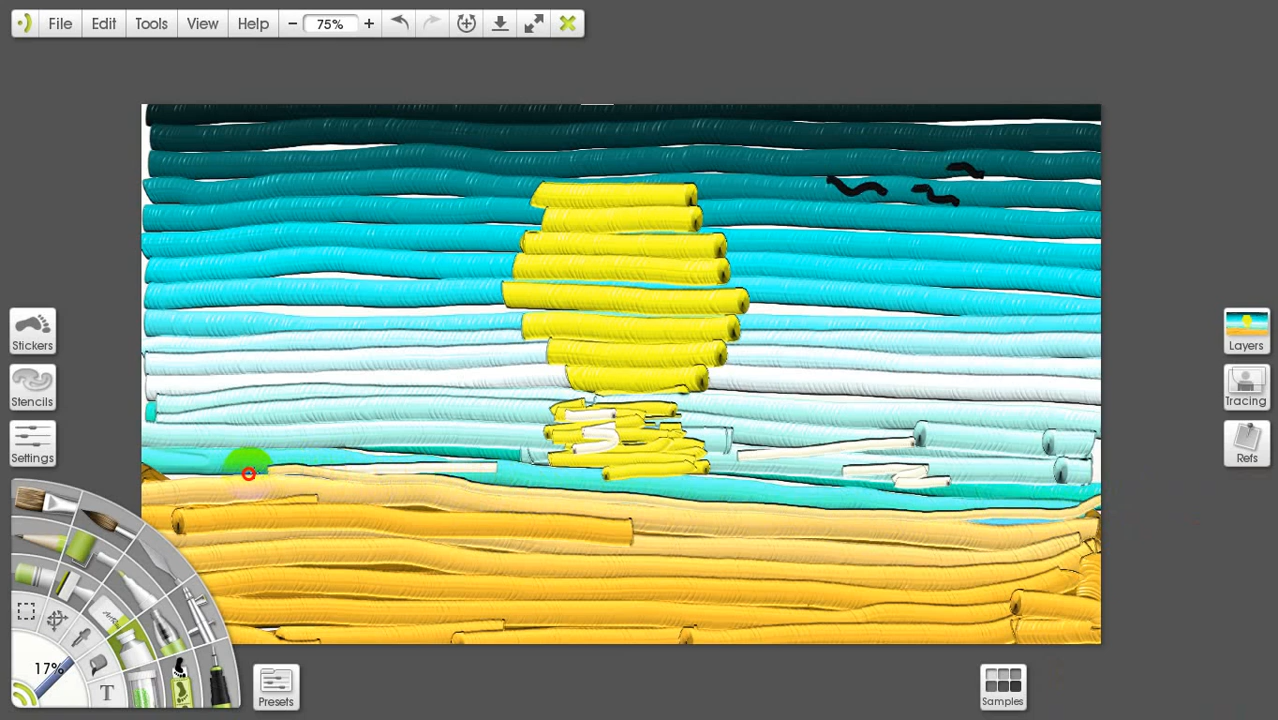 File Edit Tools View Help − 75% +
Stickers
Stencils
Settings
Layers
Tracing
Refs
17%
T
Presets
Samples